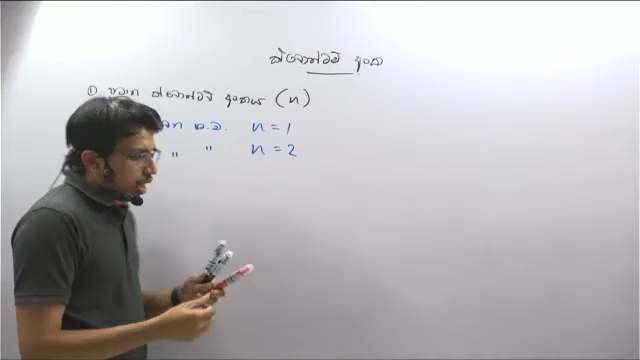 ක්වොන්ටම් අංක
① ප්‍රධාන ක්වොන්ටම් අංකය (n)
ශ.ම. n = 1
" " n = 2